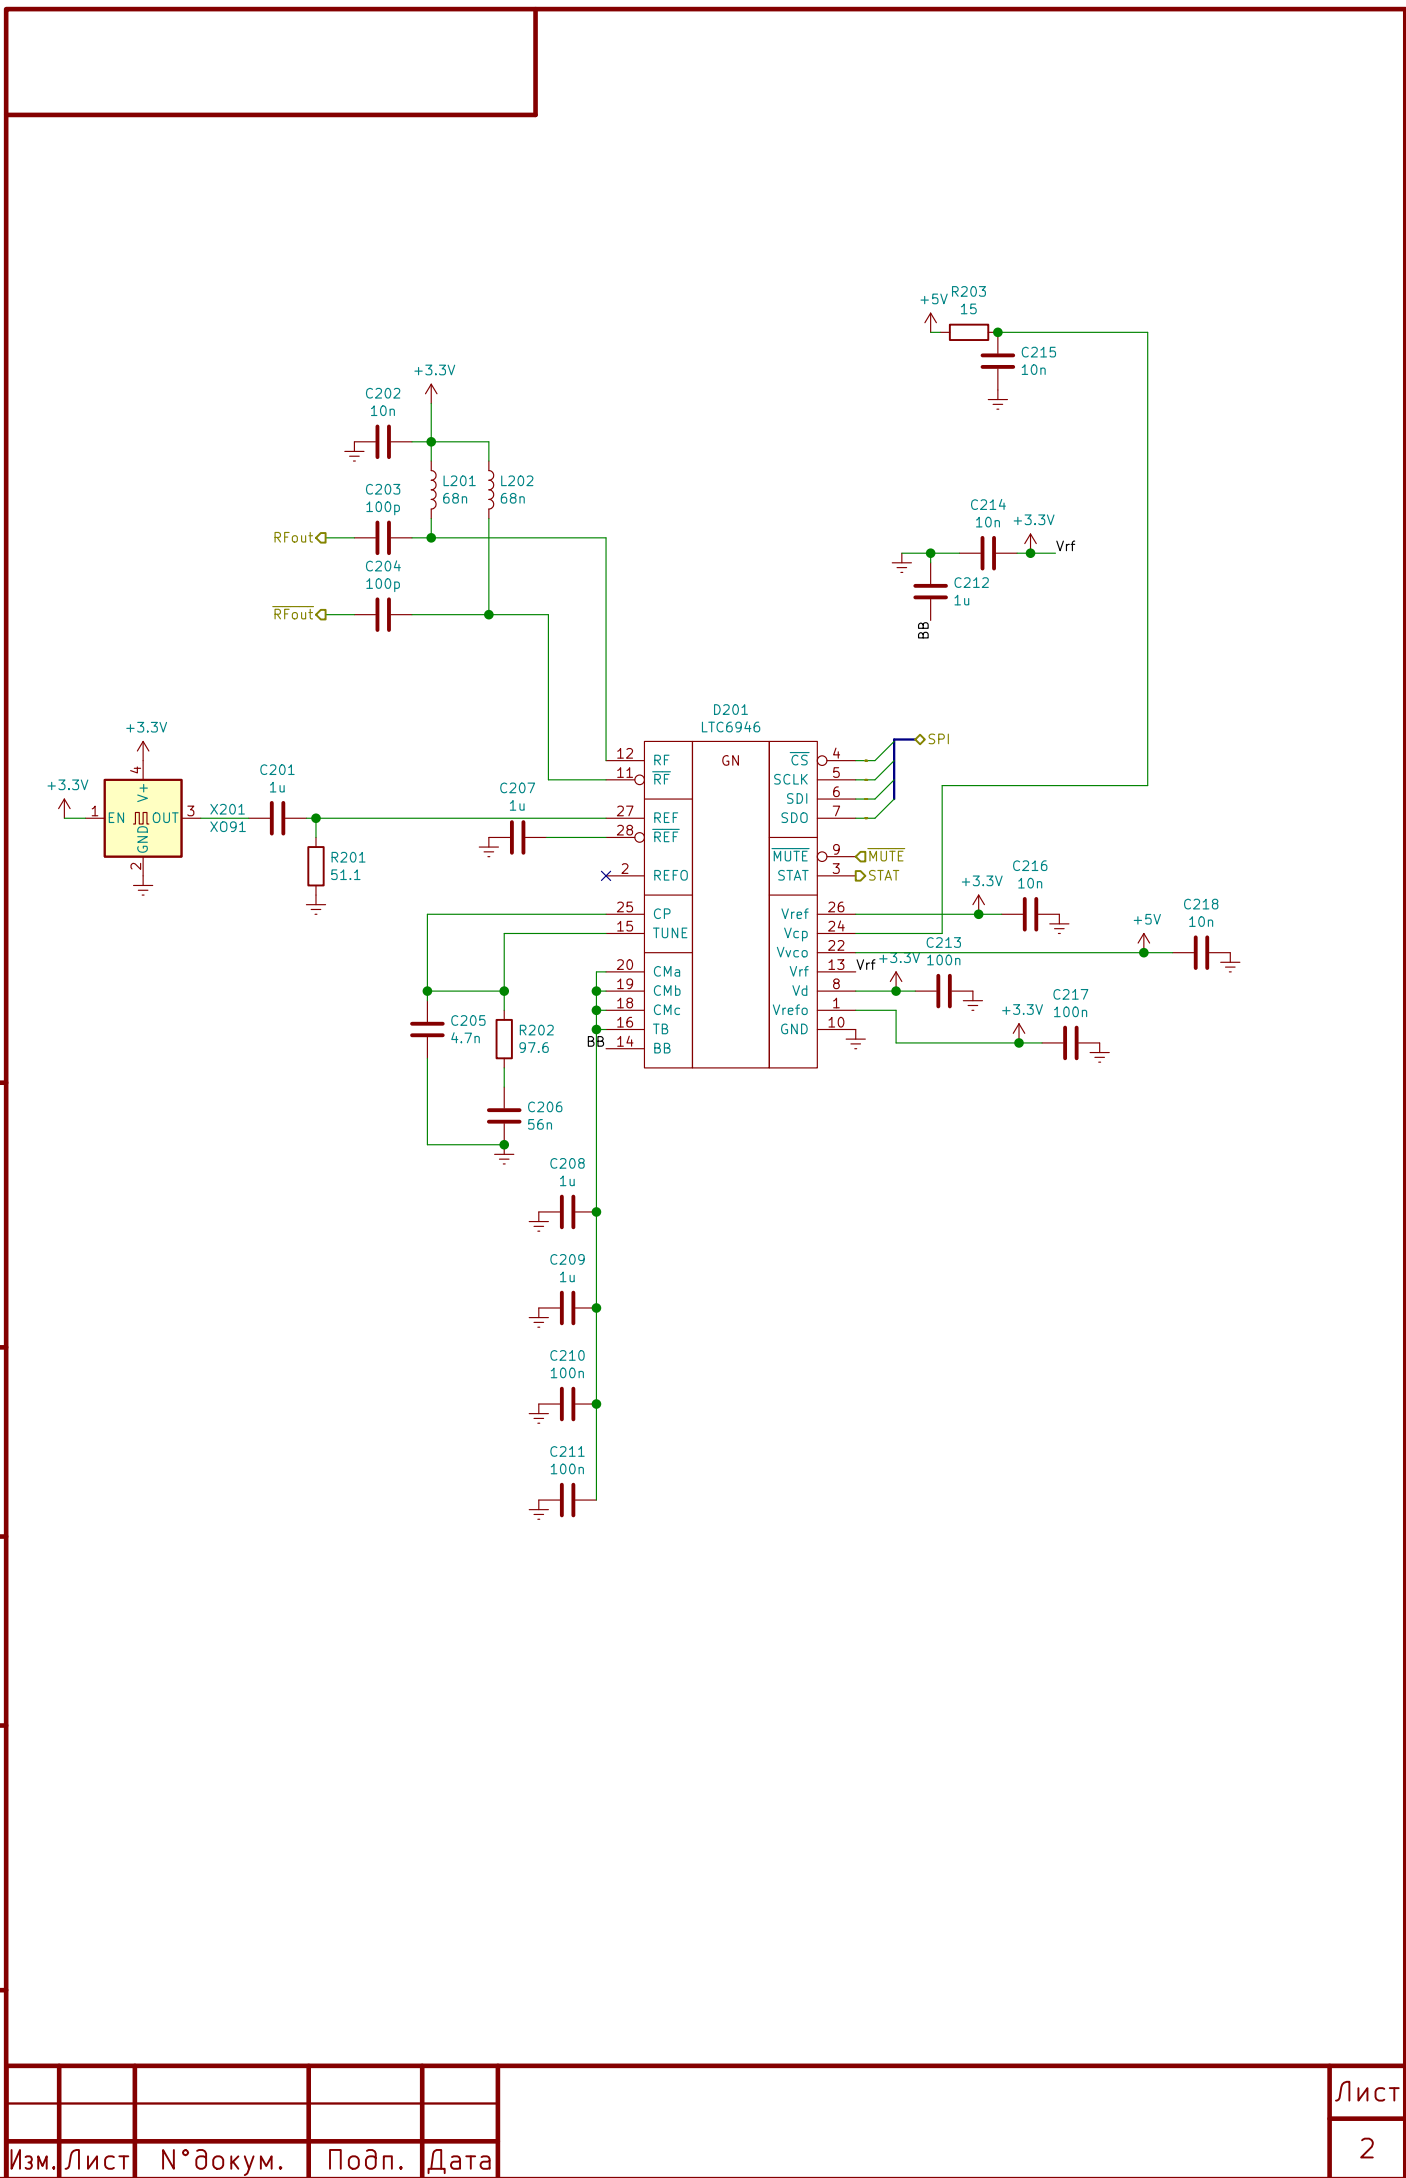 +5V
R203
15
C215
10n
+3.3V
C202
10n
L201
68n
L202
68n
C203
100p
RFout
C204
100p
RFout
C214
10n
+3.3V
Vrf
C212
1u
BB
D201
LTC6946
GN
12 RF
11 RF
27 REF
28 REF
2 REFO
25 CP
15 TUNE
20 CMa
19 CMb
18 CMc
16 TB
14 BB
BB
CS 4
SCLK 5
SDI 6
SDO 7
SPI
MUTE 9 MUTE
STAT 3 STAT
Vref 26
Vcp 24
Vvco 22
Vrf 13 Vrf
Vd 8
Vrefo 1
GND 10
+3.3V
+3.3V
4
V+
1 EN
OUT 3
GND
2
X201
XO91
C201
1u
R201
51.1
C207
1u
+3.3V
C216
10n
+5V
C218
10n
+3.3V
C213
100n
+3.3V
C217
100n
C205
4.7n
R202
97.6
C206
56n
C208
1u
C209
1u
C210
100n
C211
100n
Изм. Лист N°докум. Подп. Дата
Лист
2